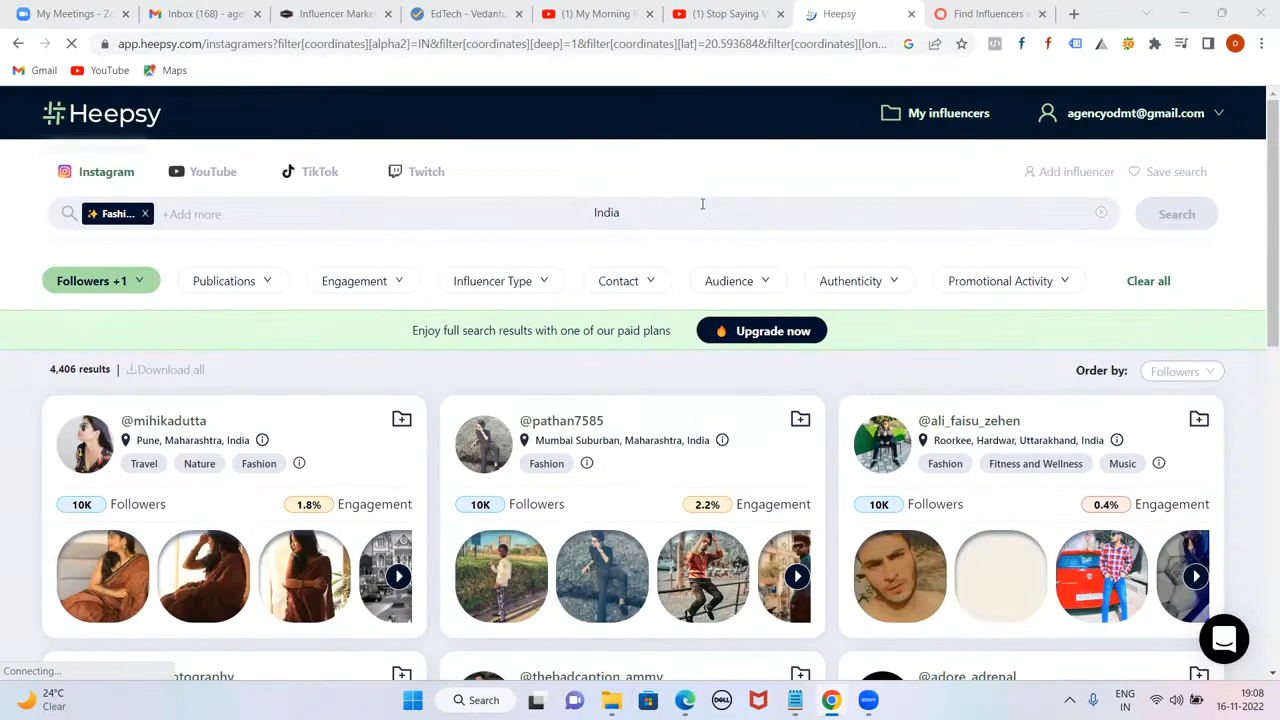 My Meetings - Zo
Inbox (168) - age
Influencer Market
EdTech - Vedantu
(1) My Morning R
(1) Stop Saying V
Heepsy
Find Influencers i
app.heepsy.com/instagramers?filter[coordinates][alpha2]=IN&filter[coordinates][deep]=1&filter[coordinates][lat]=20.593684&filter[coordinates][lon...
Gmail
YouTube
Maps
Heepsy
My influencers
agencyodmt@gmail.com
Instagram
YouTube
TikTok
Twitch
Add influencer
Save search
Fashi...
+Add more
India
Search
Followers +1
Publications
Engagement
Influencer Type
Contact
Audience
Authenticity
Promotional Activity
Clear all
Enjoy full search results with one of our paid plans
Upgrade now
4,406 results
Download all
Order by:
Followers
@mihikadutta
Pune, Maharashtra, India
Travel
Nature
Fashion
10K Followers
1.8% Engagement
@pathan7585
Mumbai Suburban, Maharashtra, India
Fashion
10K Followers
2.2% Engagement
@ali_faisu_zehen
Roorkee, Hardwar, Uttarakhand, India
Fashion
Fitness and Wellness
Music
10K Followers
0.4% Engagement
Connecting...
otography
@thebadcaption_ammy
@adore_adrenal
24°C
Clear
Search
DELL
zoom
ENG
IN
19:08
16-11-2022